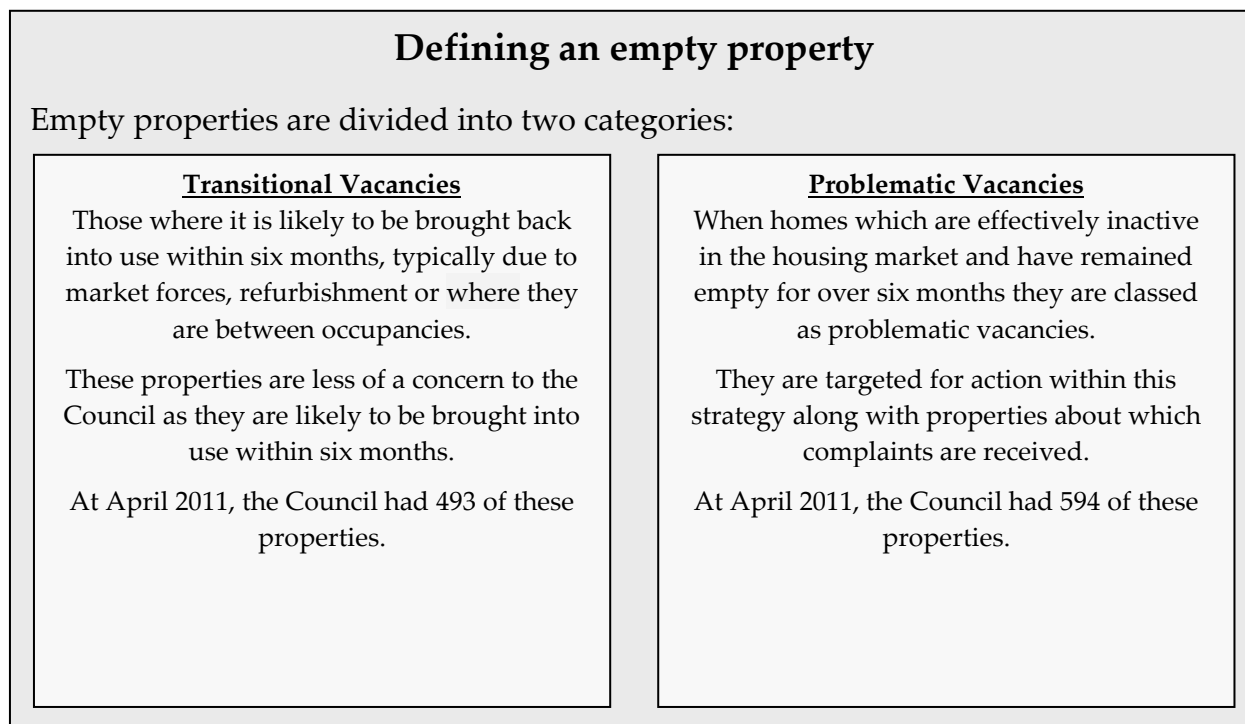 Defining an empty property
Empty properties are divided into two categories:
Transitional Vacancies
Those where it is likely to be brought back
into use within six months, typically due to
market forces, refurbishment or where they
are between occupancies.
These properties are less of a concern to the
Council as they are likely to be brought into
use within six months.
At April 2011, the Council had 493 of these
properties.
Problematic Vacancies
When homes which are effectively inactive
in the housing market and have remained
empty for over six months they are classed
as problematic vacancies.
They are targeted for action within this
strategy along with properties about which
complaints are received.
At April 2011, the Council had 594 of these
properties.